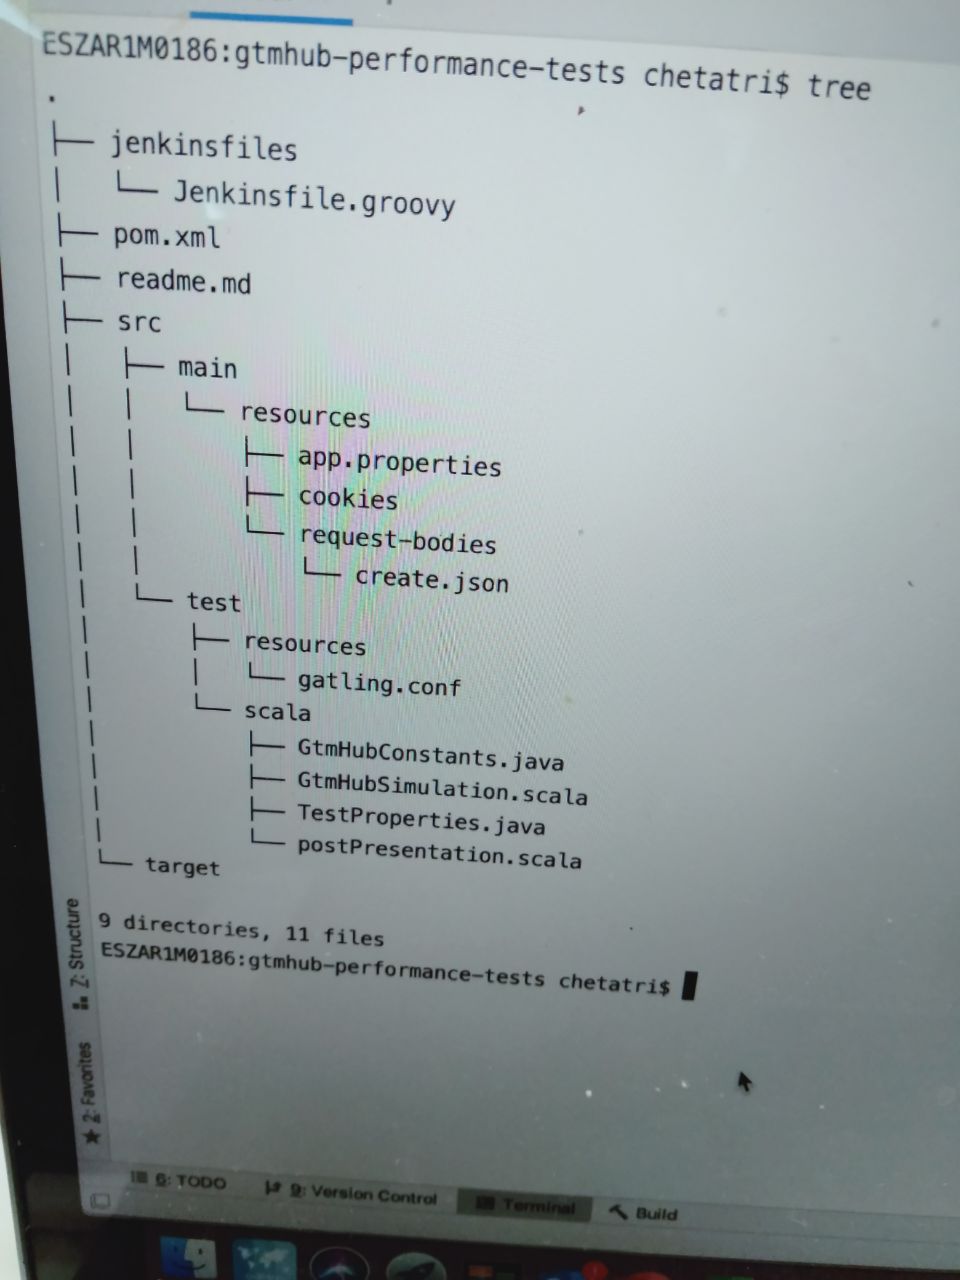 ESZAR1M0186:gtmhub-performance-tests chetatri$ tree
.
├── jenkinsfiles
│   └── Jenkinsfile.groovy
├── pom.xml
├── readme.md
├── src
│   ├── main
│   │   └── resources
│   │       ├── app.properties
│   │       ├── cookies
│   │       └── request-bodies
│   │           └── create.json
│   └── test
│       ├── resources
│       │   └── gatling.conf
│       └── scala
│           ├── GtmHubConstants.java
│           ├── GtmHubSimulation.scala
│           ├── TestProperties.java
│           └── postPresentation.scala
└── target
9 directories, 11 files
ESZAR1M0186:gtmhub-performance-tests chetatri$
Z: Structure
2: Favorites
6: TODO
9: Version Control
Terminal
Build